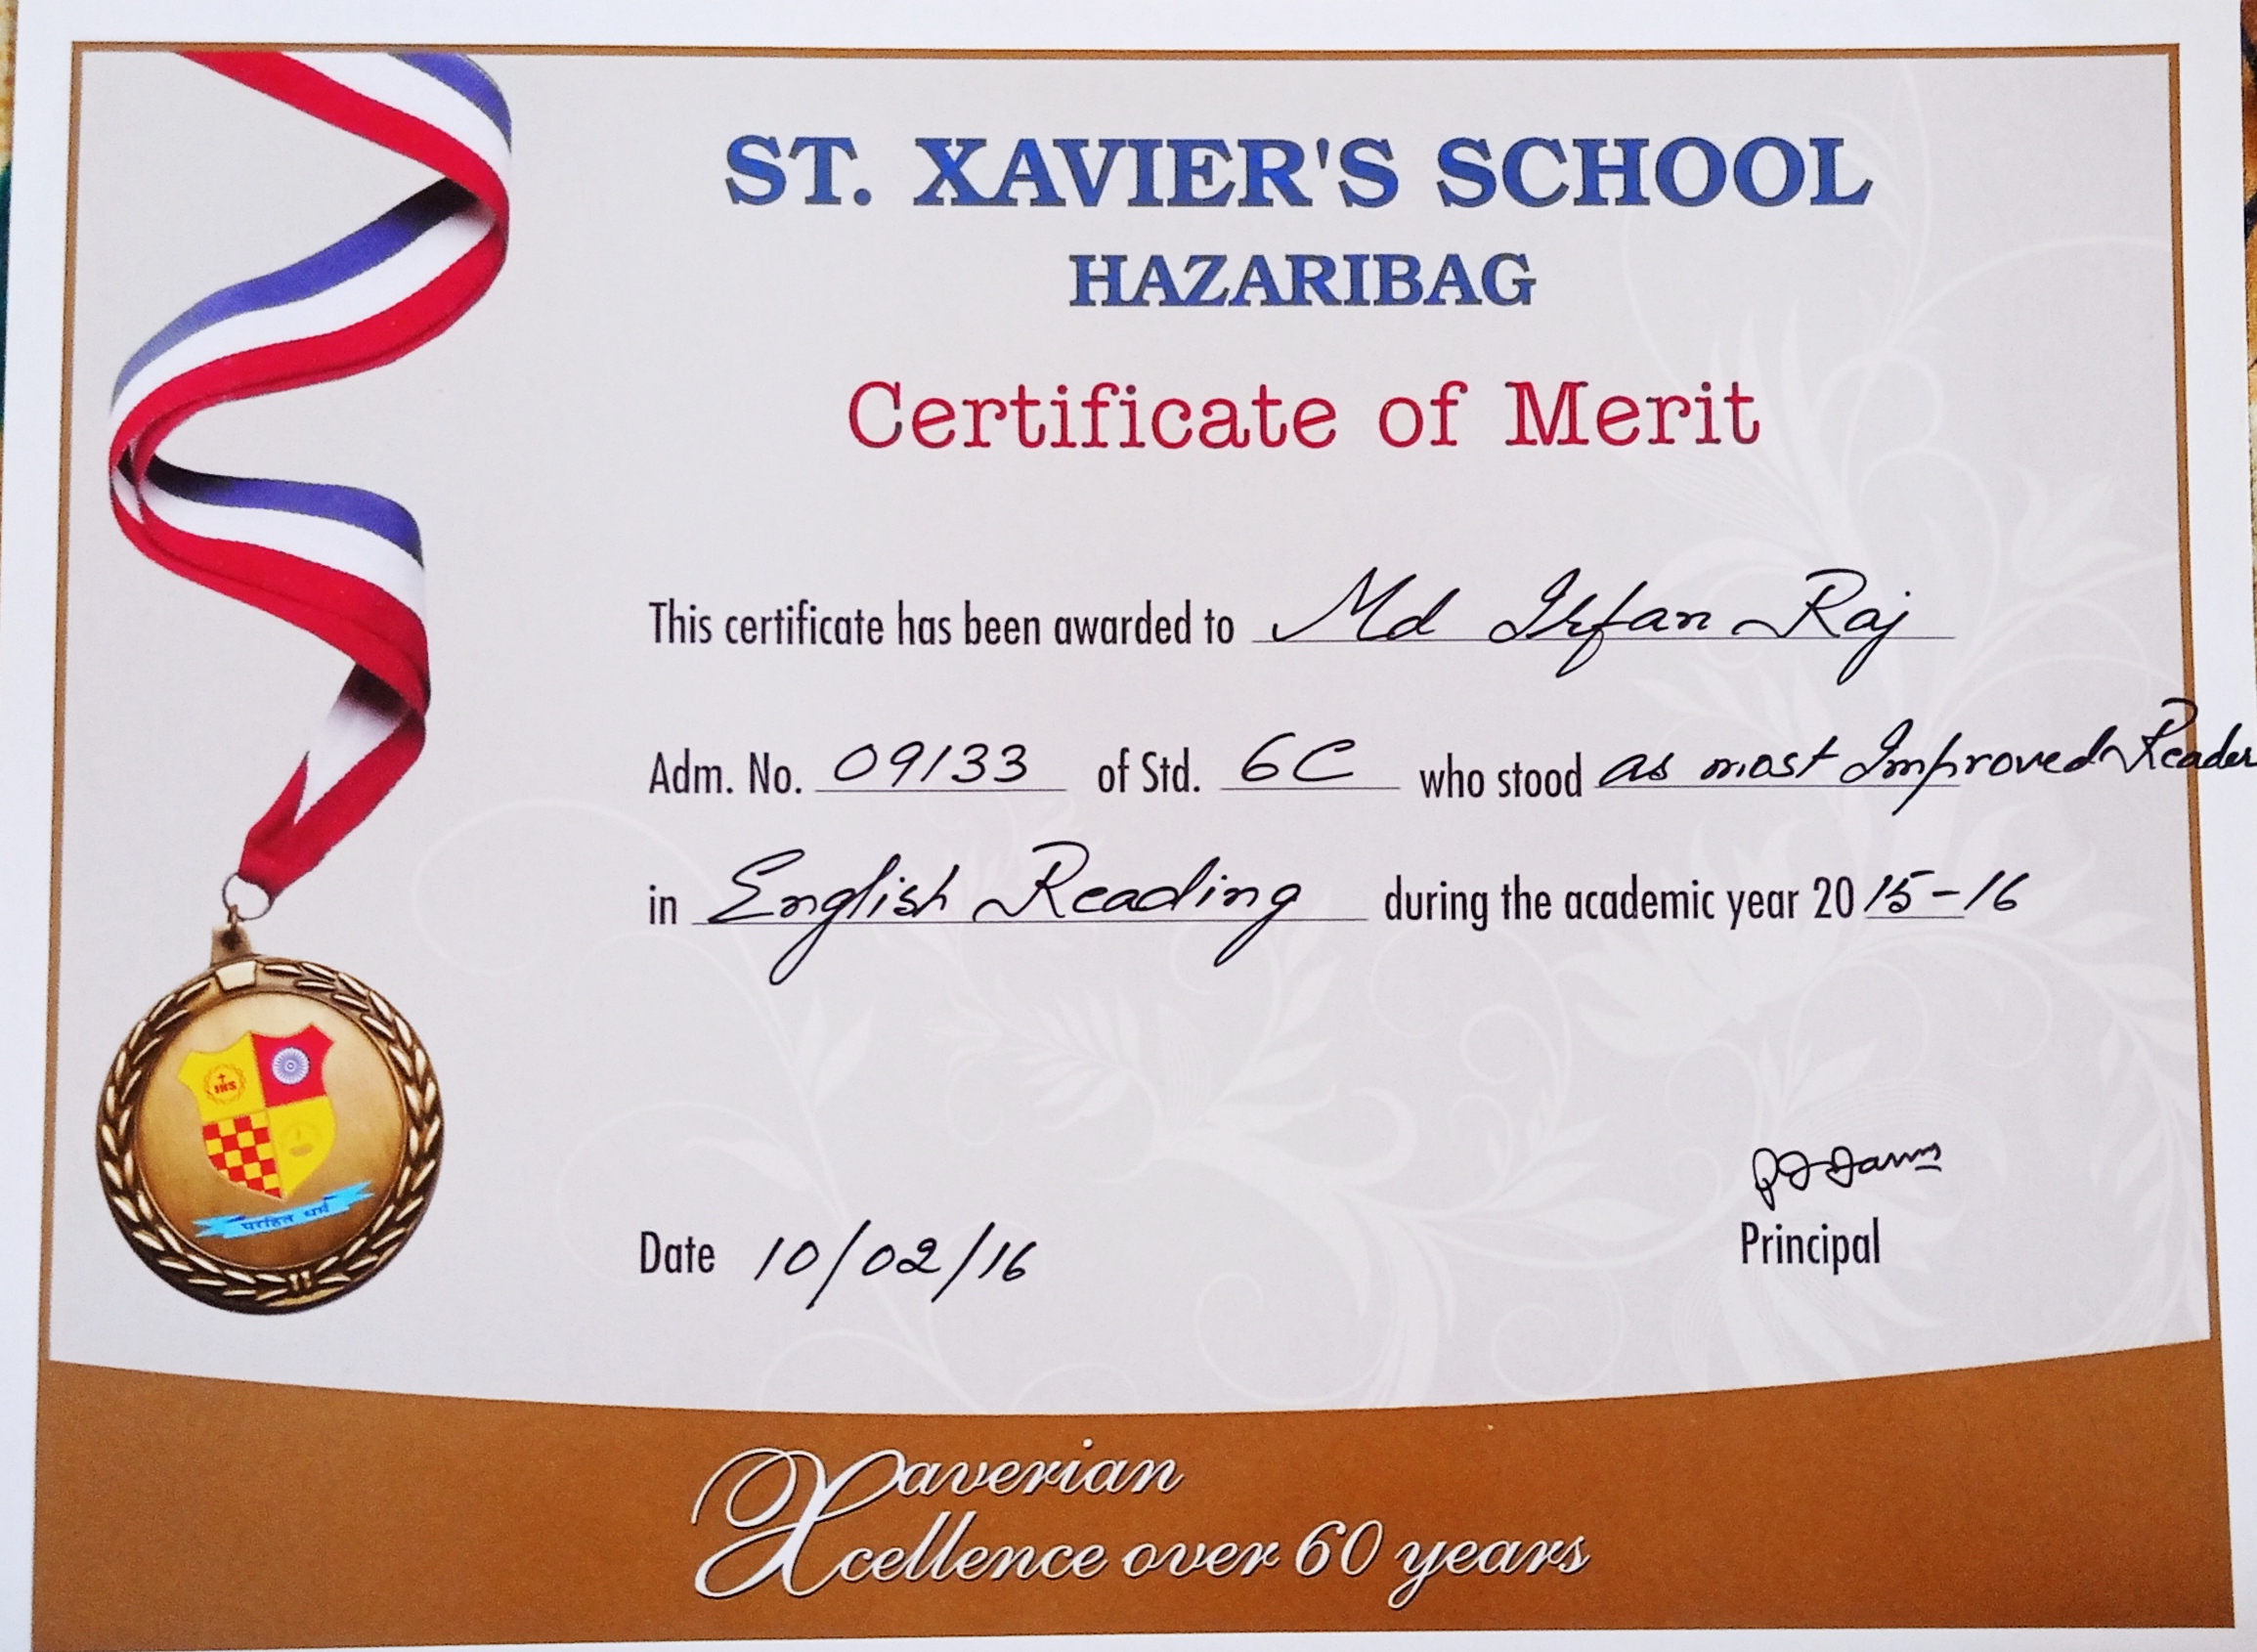 ST. XAVIER'S SCHOOL
HAZARIBAG
Certificate of Merit
This certificate has been awarded to Md Irfan Raj
Adm. No. 09/33 of Std. 6C who stood as most Improved Reader
in English Reading during the academic year 2015-16
IHS
परहित धर्म
Date 10/02/16
Principal
Xaverian
Xcellence over 60 years